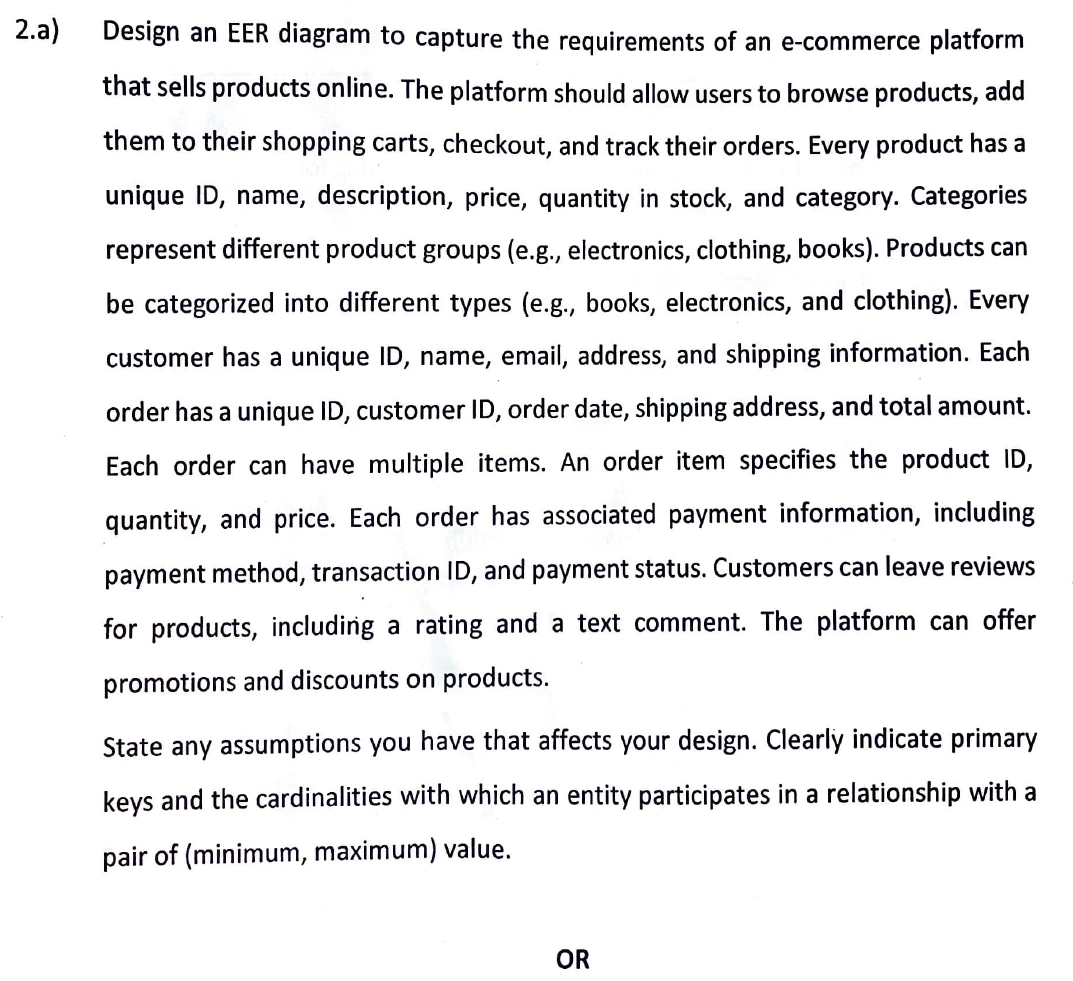 2.a) Design an EER diagram to capture the requirements of an e-commerce platform
that sells products online. The platform should allow users to browse products, add
them to their shopping carts, checkout, and track their orders. Every product has a
unique ID, name, description, price, quantity in stock, and category. Categories
represent different product groups (e.g., electronics, clothing, books). Products can
be categorized into different types (e.g., books, electronics, and clothing). Every
customer has a unique ID, name, email, address, and shipping information. Each
order has a unique ID, customer ID, order date, shipping address, and total amount.
Each order can have multiple items. An order item specifies the product ID,
quantity, and price. Each order has associated payment information, including
payment method, transaction ID, and payment status. Customers can leave reviews
for products, including a rating and a text comment. The platform can offer
promotions and discounts on products.
State any assumptions you have that affects your design. Clearly indicate primary
keys and the cardinalities with which an entity participates in a relationship with a
pair of (minimum, maximum) value.
OR